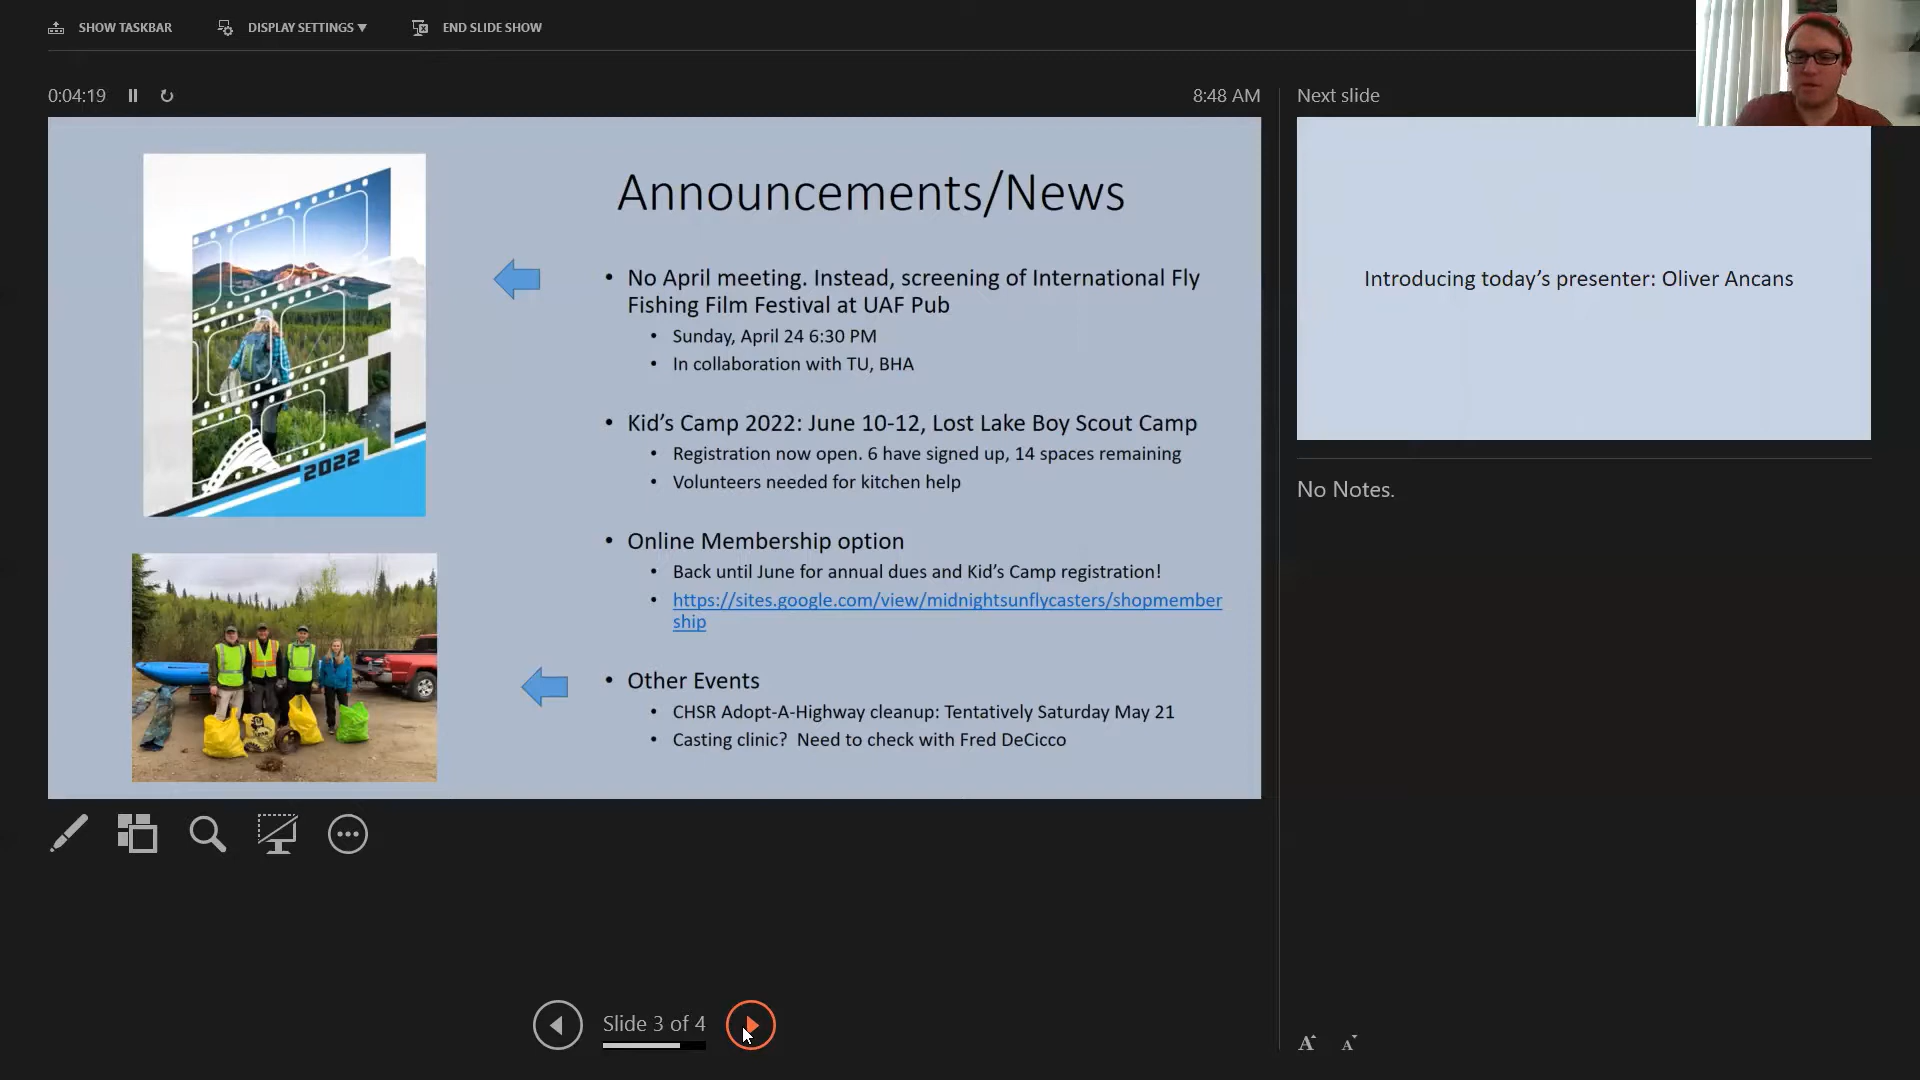 SHOW TASKBAR
DISPLAY SETTINGS ▼
END SLIDE SHOW
0:04:19
8:48 AM
Next slide
Announcements/News
• No April meeting. Instead, screening of International Fly
Fishing Film Festival at UAF Pub
• Sunday, April 24 6:30 PM
• In collaboration with TU, BHA
• Kid’s Camp 2022: June 10-12, Lost Lake Boy Scout Camp
• Registration now open. 6 have signed up, 14 spaces remaining
• Volunteers needed for kitchen help
• Online Membership option
• Back until June for annual dues and Kid’s Camp registration!
• https://sites.google.com/view/midnightsunflycasters/shopmember
ship
• Other Events
• CHSR Adopt-A-Highway cleanup: Tentatively Saturday May 21
• Casting clinic?  Need to check with Fred DeCicco
2022
Introducing today’s presenter: Oliver Ancans
No Notes.
Slide 3 of 4
A A